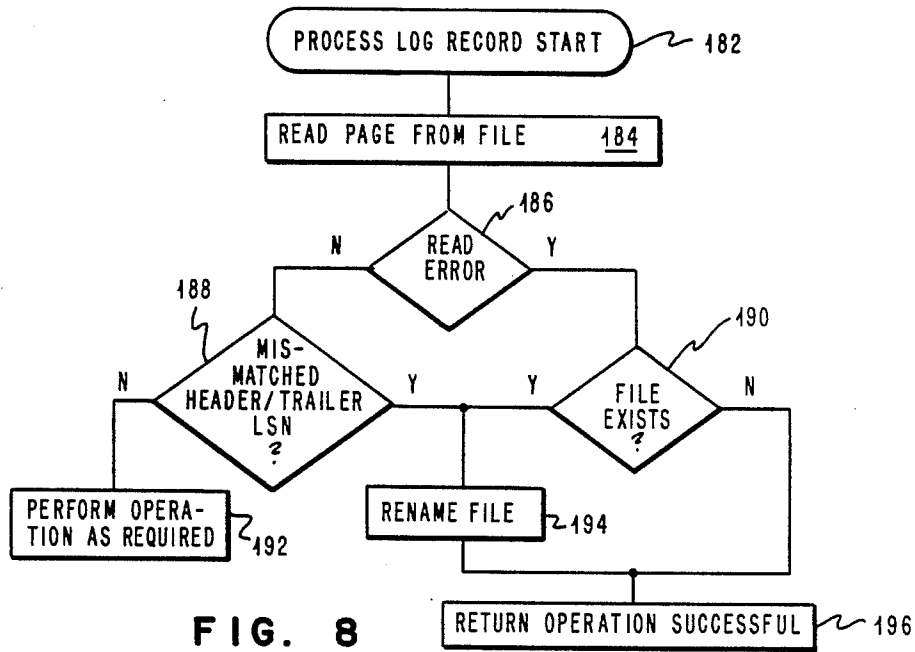 PROCESS LOG RECORD START
182
READ PAGE FROM FILE 184
186
READ
ERROR
N
Y
188
MIS-
MATCHED
HEADER/TRAILER
LSN
?
N
Y
190
FILE
EXISTS
?
Y
N
PERFORM OPERA-
TION AS REQUIRED
192
RENAME FILE
194
RETURN OPERATION SUCCESSFUL
196
FIG. 8